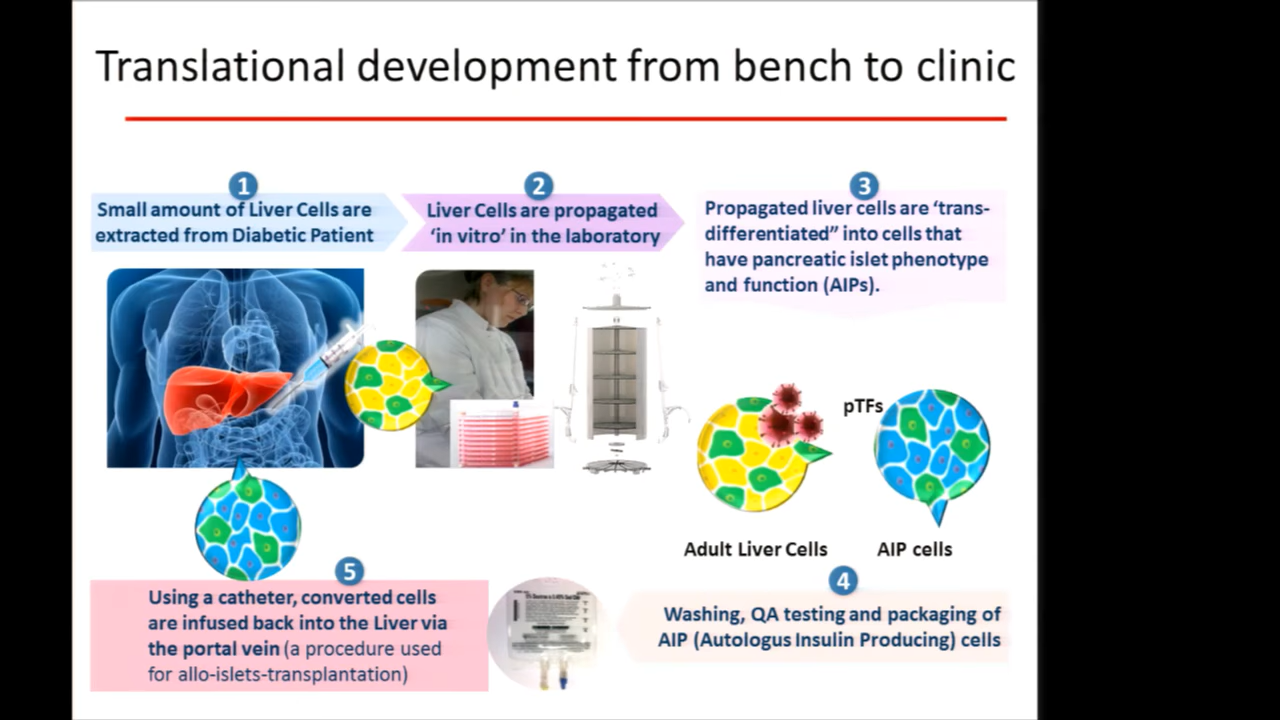 Translational development from bench to clinic
1
Small amount of Liver Cells are
extracted from Diabetic Patient
2
Liver Cells are propagated
‘in vitro’ in the laboratory
3
Propagated liver cells are ‘trans-
differentiated” into cells that
have pancreatic islet phenotype
and function (AIPs).
pTFs
Adult Liver Cells
AIP cells
4
Washing, QA testing and packaging of
AIP (Autologus Insulin Producing) cells
5
Using a catheter, converted cells
are infused back into the Liver via
the portal vein (a procedure used
for allo-islets-transplantation)